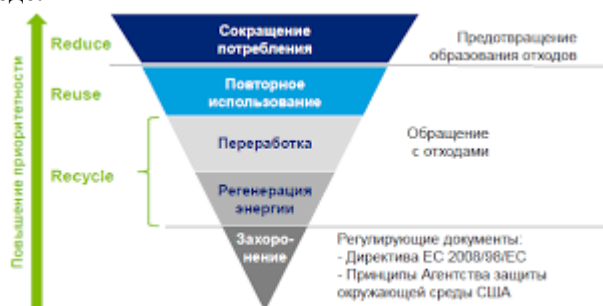 Reduce
Сокращение
потребления
Предотвращение
образования отходов
Reuse
Повторное
использование
Переработка
Обращение
с отходами
Recycle
Регенерация
энергии
Захоро-
нение
Регулирующие документы:
- Директива ЕС 2008/98/ЕС
- Принципы Агентства защиты
окружающей среды США
Повышение приоритетности